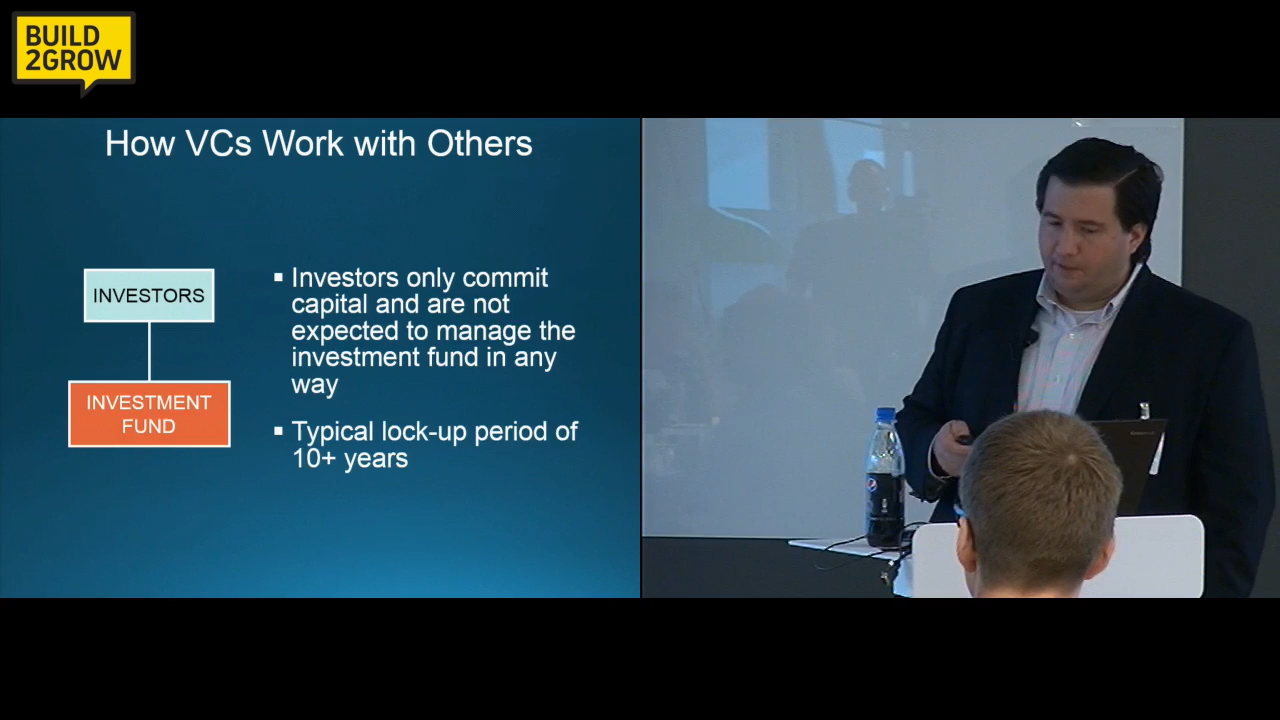 BUILD
2GROW
How VCs Work with Others
INVESTORS
INVESTMENT
FUND
▪ Investors only commit
capital and are not
expected to manage the
investment fund in any
way
▪ Typical lock-up period of
10+ years